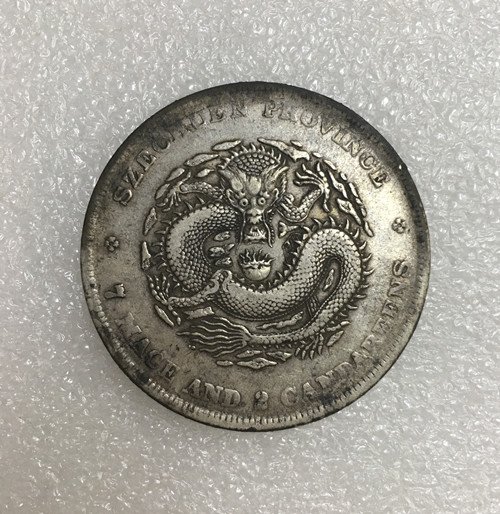 SZECHUEN PROVINCE
7 MACE AND 2 CANDAREENS